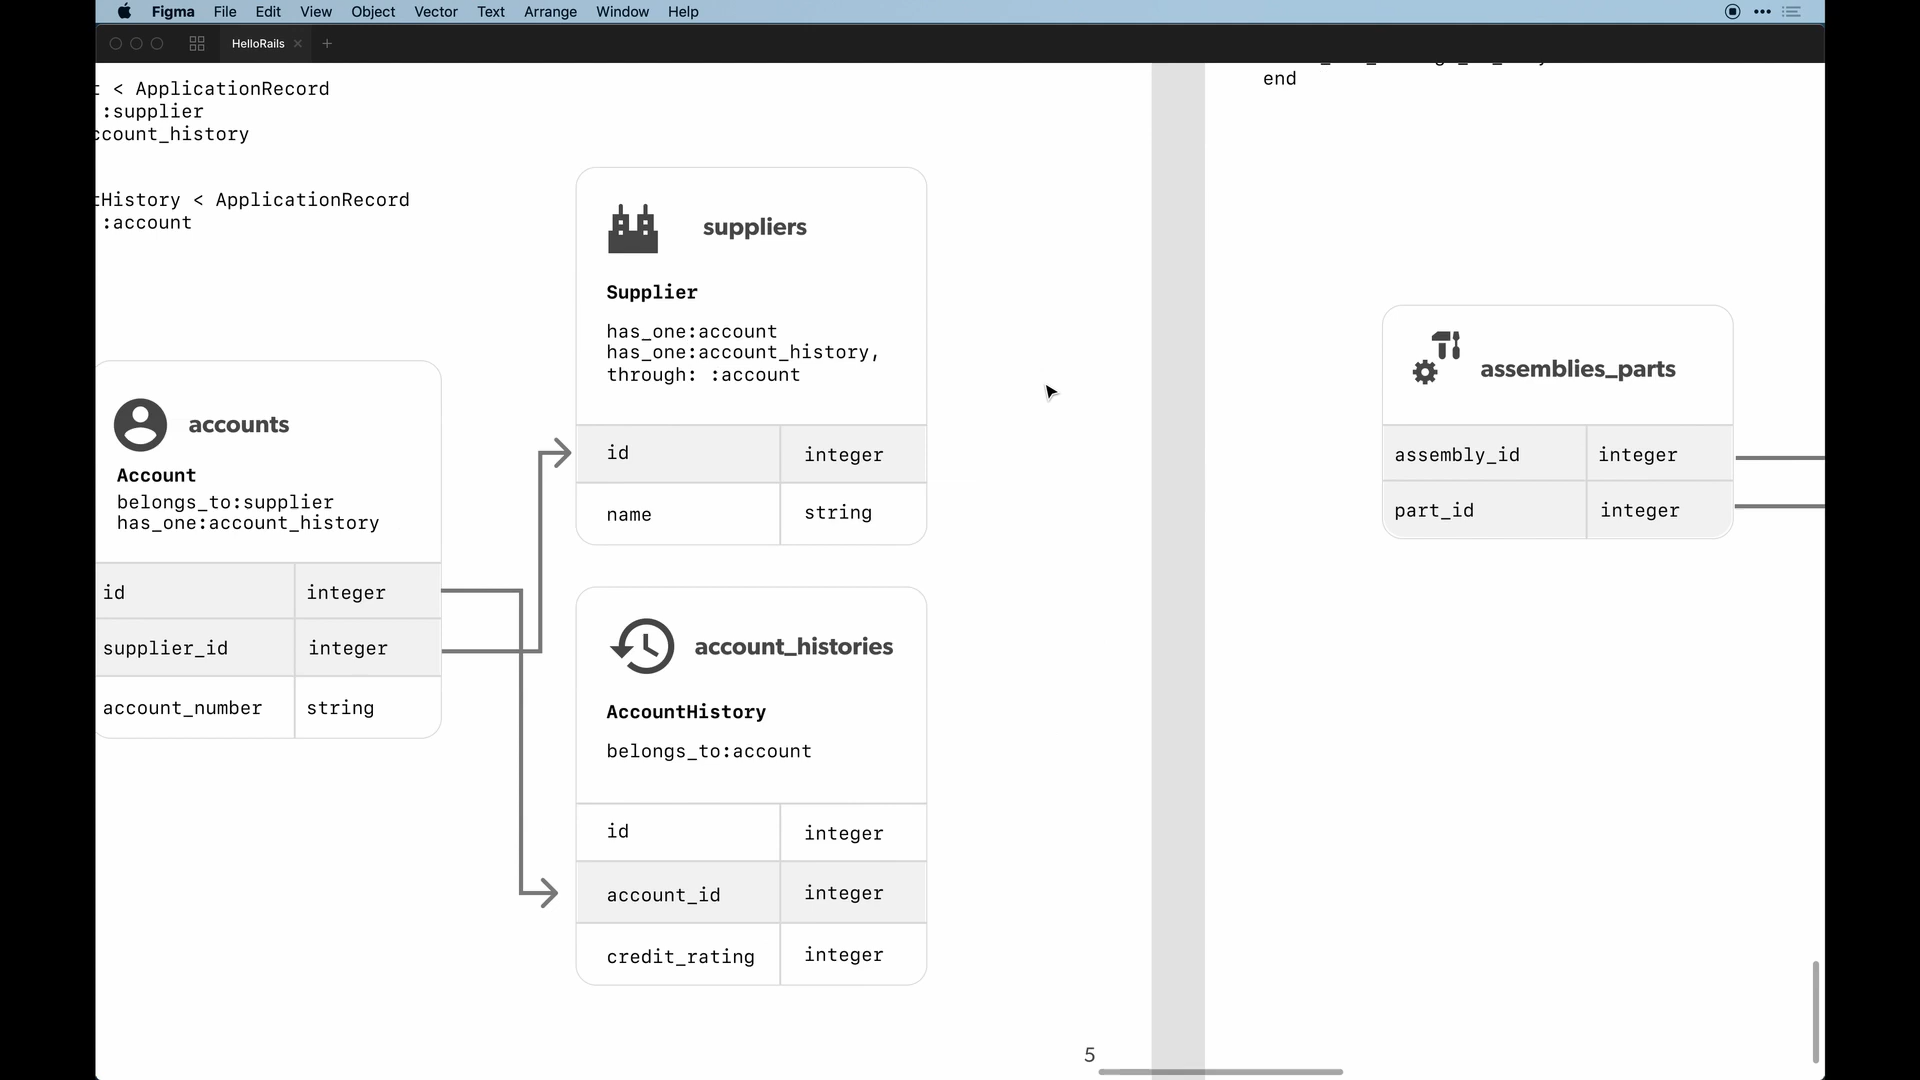 Figma File Edit View Object Vector Text Arrange Window Help
HelloRails
< ApplicationRecord
:supplier
ccount_history
tHistory < ApplicationRecord
:account
accounts
Account
belongs_to:supplier
has_one:account_history
id integer
supplier_id integer
account_number string
suppliers
Supplier
has_one:account
has_one:account_history,
through: :account
id integer
name string
account_histories
AccountHistory
belongs_to:account
id integer
account_id integer
credit_rating integer
5
end
assemblies_parts
assembly_id integer
part_id integer